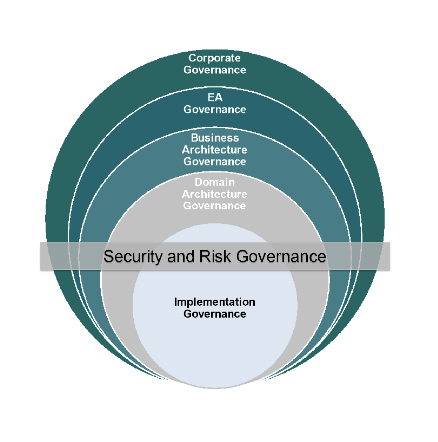 Corporate
Governance
EA
Governance
Business
Architecture
Governance
Domain
Architecture
Governance
Security and Risk Governance
Implementation
Governance